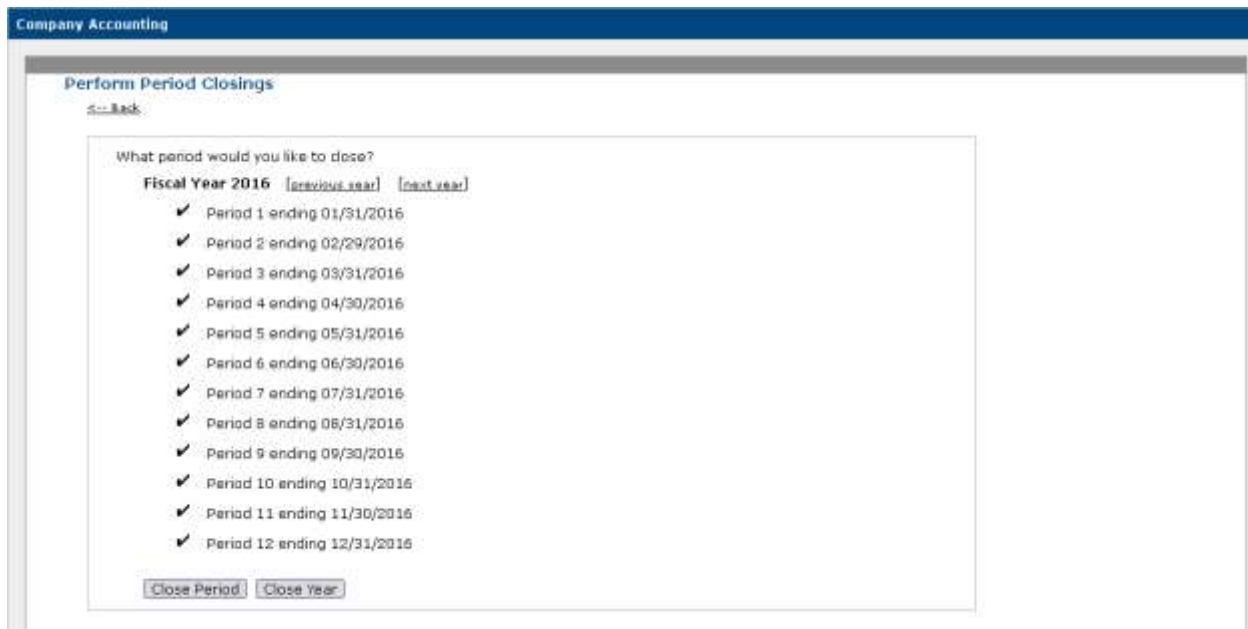 Company Accounting
Perform Period Closings
<-- Back
What period would you like to close?
Fiscal Year 2016 [previous year] [next year]
✔ Period 1 ending 01/31/2016
✔ Period 2 ending 02/29/2016
✔ Period 3 ending 03/31/2016
✔ Period 4 ending 04/30/2016
✔ Period 5 ending 05/31/2016
✔ Period 6 ending 06/30/2016
✔ Period 7 ending 07/31/2016
✔ Period 8 ending 08/31/2016
✔ Period 9 ending 09/30/2016
✔ Period 10 ending 10/31/2016
✔ Period 11 ending 11/30/2016
✔ Period 12 ending 12/31/2016
Close Period Close Year